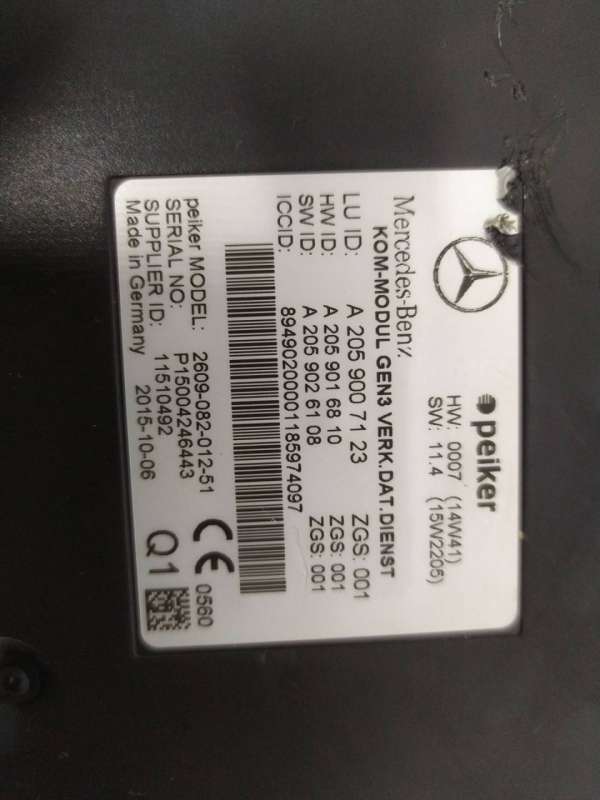 peiker
HW: 0007 (14W41)
SW: 11.4 (15W2205)
Mercedes-Benz
KOM-MODUL GEN3 VERK.DAT.DIENST
LU ID: A 205 900 71 23 ZGS: 001
HW ID: A 205 901 68 10 ZGS: 001
SW ID: A 205 902 61 08 ZGS: 001
ICCID: 89490200001185974097
peiker MODEL: 2609-082-012-51
SERIAL NO: P15004246443
SUPPLIER ID: 11510492
Made in Germany 2015-10-06
CE 0560
Q1